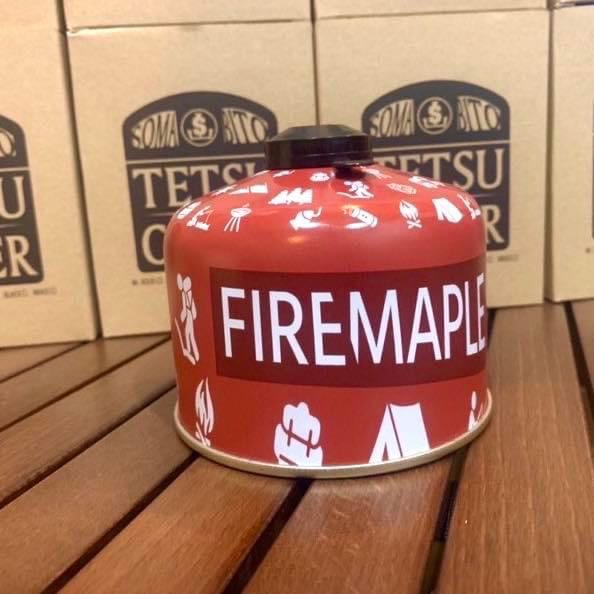 SOMA BITO
TETSU
SOMA BITO
TETSU
FIREMAPLE
U
ER
R